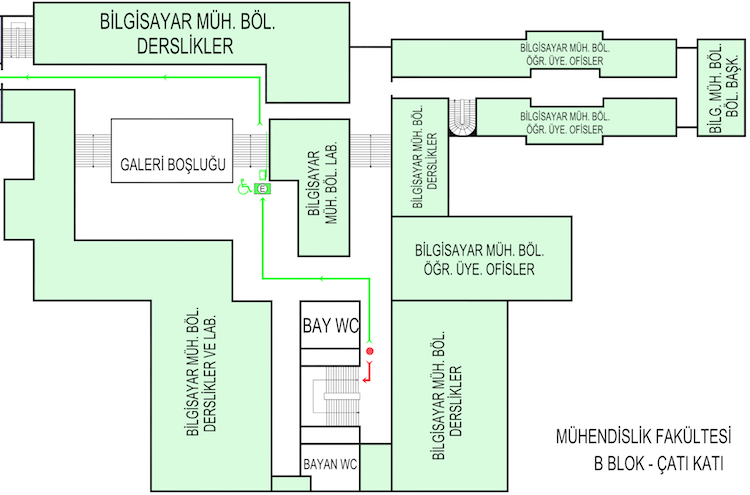 BİLGİSAYAR MÜH. BÖL.
DERSLİKLER
BİLGİSAYAR MÜH. BÖL.
ÖĞR. ÜYE. OFİSLER
BİLG. MÜH. BÖL.
BÖL. BAŞK.
BİLGİSAYAR MÜH. BÖL.
ÖĞR. ÜYE. OFİSLER
GALERİ BOŞLUĞU
E
BİLGİSAYAR
MÜH. BÖL. LAB.
BİLGİSAYAR MÜH. BÖL.
DERSLİKLER
BİLGİSAYAR MÜH. BÖL.
ÖĞR. ÜYE. OFİSLER
BİLGİSAYAR MÜH. BÖL.
DERSLİKLER VE LAB.
BAY WC
BİLGİSAYAR MÜH. BÖL.
DERSLİKLER
BAYAN WC
MÜHENDİSLİK FAKÜLTESİ
B BLOK - ÇATI KATI